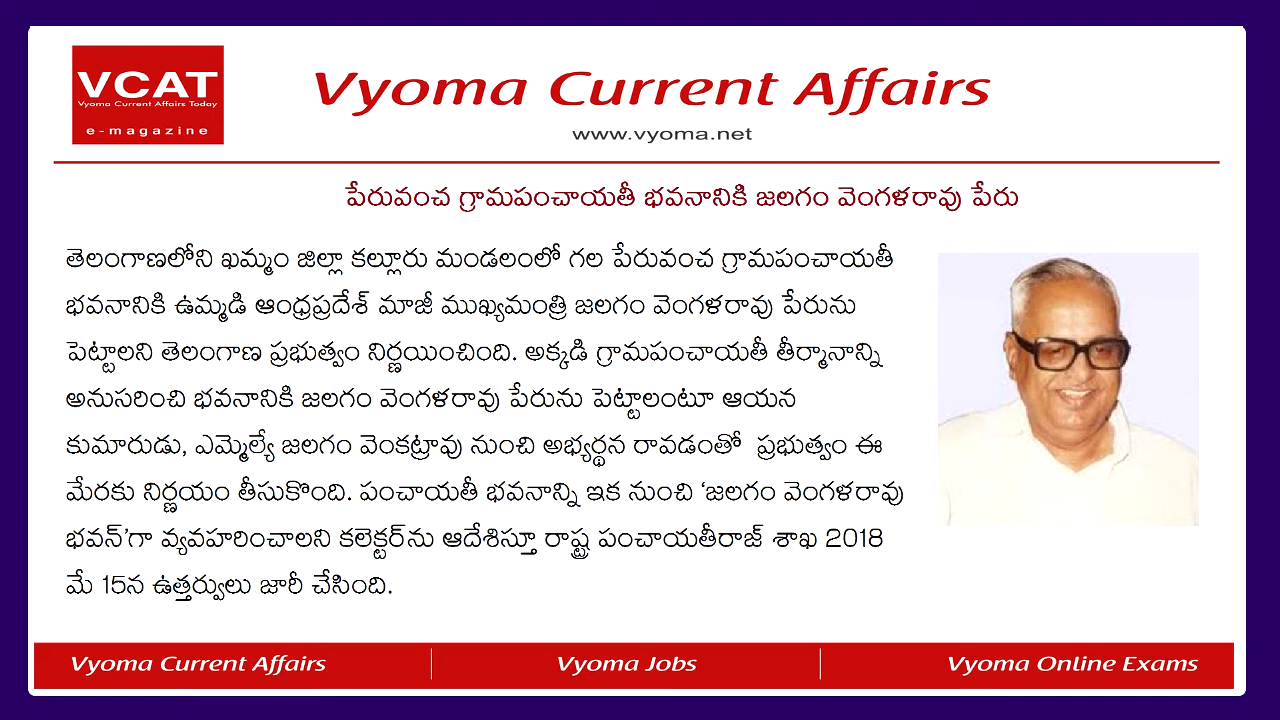 VCAT
Vyoma Current Affairs Today
e-magazine
Vyoma Current Affairs
www.vyoma.net
పేరువంచ గ్రామపంచాయతీ భవనానికి జలగం వెంగళరావు పేరు
తెలంగాణలోని ఖమ్మం జిల్లా కల్లూరు మండలంలో గల పేరువంచ గ్రామపంచాయతీ
భవనానికి ఉమ్మడి ఆంధ్రప్రదేశ్ మాజీ ముఖ్యమంత్రి జలగం వెంగళరావు పేరును
పెట్టాలని తెలంగాణ ప్రభుత్వం నిర్ణయించింది. అక్కడి గ్రామపంచాయతీ తీర్మానాన్ని
అనుసరించి భవనానికి జలగం వెంగళరావు పేరును పెట్టాలంటూ ఆయన
కుమారుడు, ఎమ్మెల్యే జలగం వెంకట్రావు నుంచి అభ్యర్థన రావడంతో ప్రభుత్వం ఈ
మేరకు నిర్ణయం తీసుకొంది. పంచాయతీ భవనాన్ని ఇక నుంచి ‘జలగం వెంగళరావు
భవన్’గా వ్యవహరించాలని కలెక్టర్‌ను ఆదేశిస్తూ రాష్ట్ర పంచాయతీరాజ్ శాఖ 2018
మే 15న ఉత్తర్వులు జారీ చేసింది.
Vyoma Current Affairs
Vyoma Jobs
Vyoma Online Exams